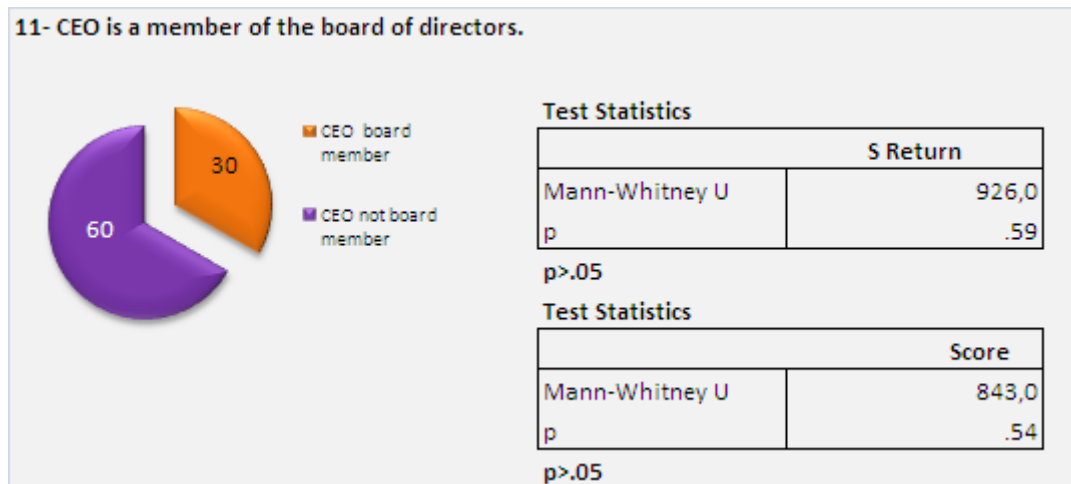 11- CEO is a member of the board of directors.
30
60
CEO board
member
CEO not board
member
Test Statistics
S Return
Mann-Whitney U 926,0
p .59
p>.05
Test Statistics
Score
Mann-Whitney U 843,0
p .54
p>.05